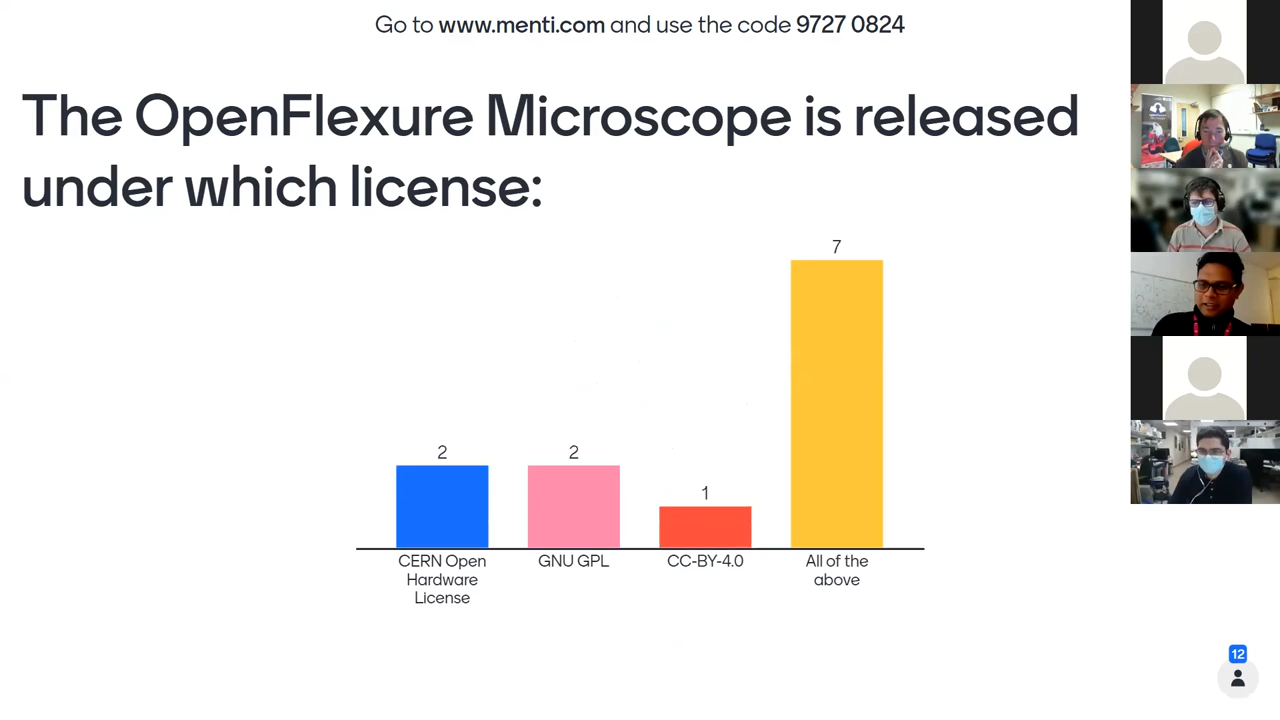 Go to www.menti.com and use the code 9727 0824
The OpenFlexure Microscope is released
under which license:
7
2
2
1
CERN Open
Hardware
License
GNU GPL
CC-BY-4.0
All of the
above
12